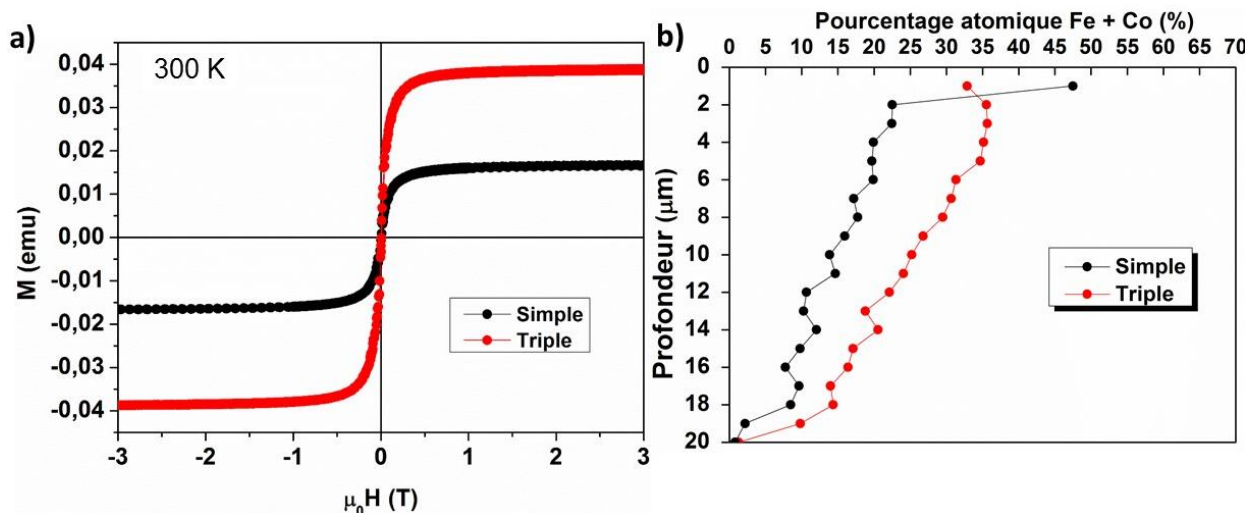 a)
300 K
0,04
0,03
0,02
0,01
0,00
-0,01
-0,02
-0,03
-0,04
M (emu)
Simple
Triple
-3 -2 -1 0 1 2 3
μ₀H (T)
b)
Pourcentage atomique Fe + Co (%)
0 5 10 15 20 25 30 35 40 45 50 55 60 65 70
0
2
4
6
8
10
12
14
16
18
20
Profondeur (μm)
Simple
Triple